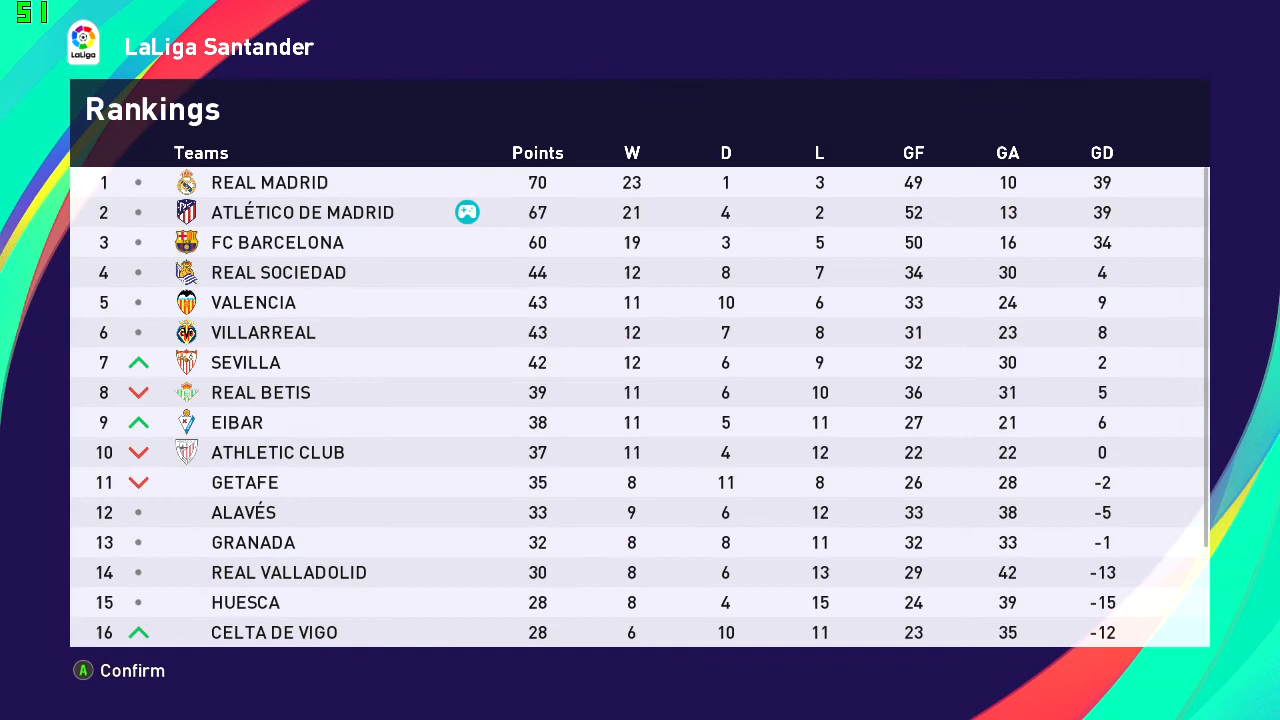 51
LaLiga
LaLiga Santander
Rankings
Teams Points W D L GF GA GD
1 REAL MADRID 70 23 1 3 49 10 39
2 ATLÉTICO DE MADRID 67 21 4 2 52 13 39
3 FC BARCELONA 60 19 3 5 50 16 34
4 REAL SOCIEDAD 44 12 8 7 34 30 4
5 VALENCIA 43 11 10 6 33 24 9
6 VILLARREAL 43 12 7 8 31 23 8
7 SEVILLA 42 12 6 9 32 30 2
8 REAL BETIS 39 11 6 10 36 31 5
9 EIBAR 38 11 5 11 27 21 6
10 ATHLETIC CLUB 37 11 4 12 22 22 0
11 GETAFE 35 8 11 8 26 28 -2
12 ALAVÉS 33 9 6 12 33 38 -5
13 GRANADA 32 8 8 11 32 33 -1
14 REAL VALLADOLID 30 8 6 13 29 42 -13
15 HUESCA 28 8 4 15 24 39 -15
16 CELTA DE VIGO 28 6 10 11 23 35 -12
A Confirm